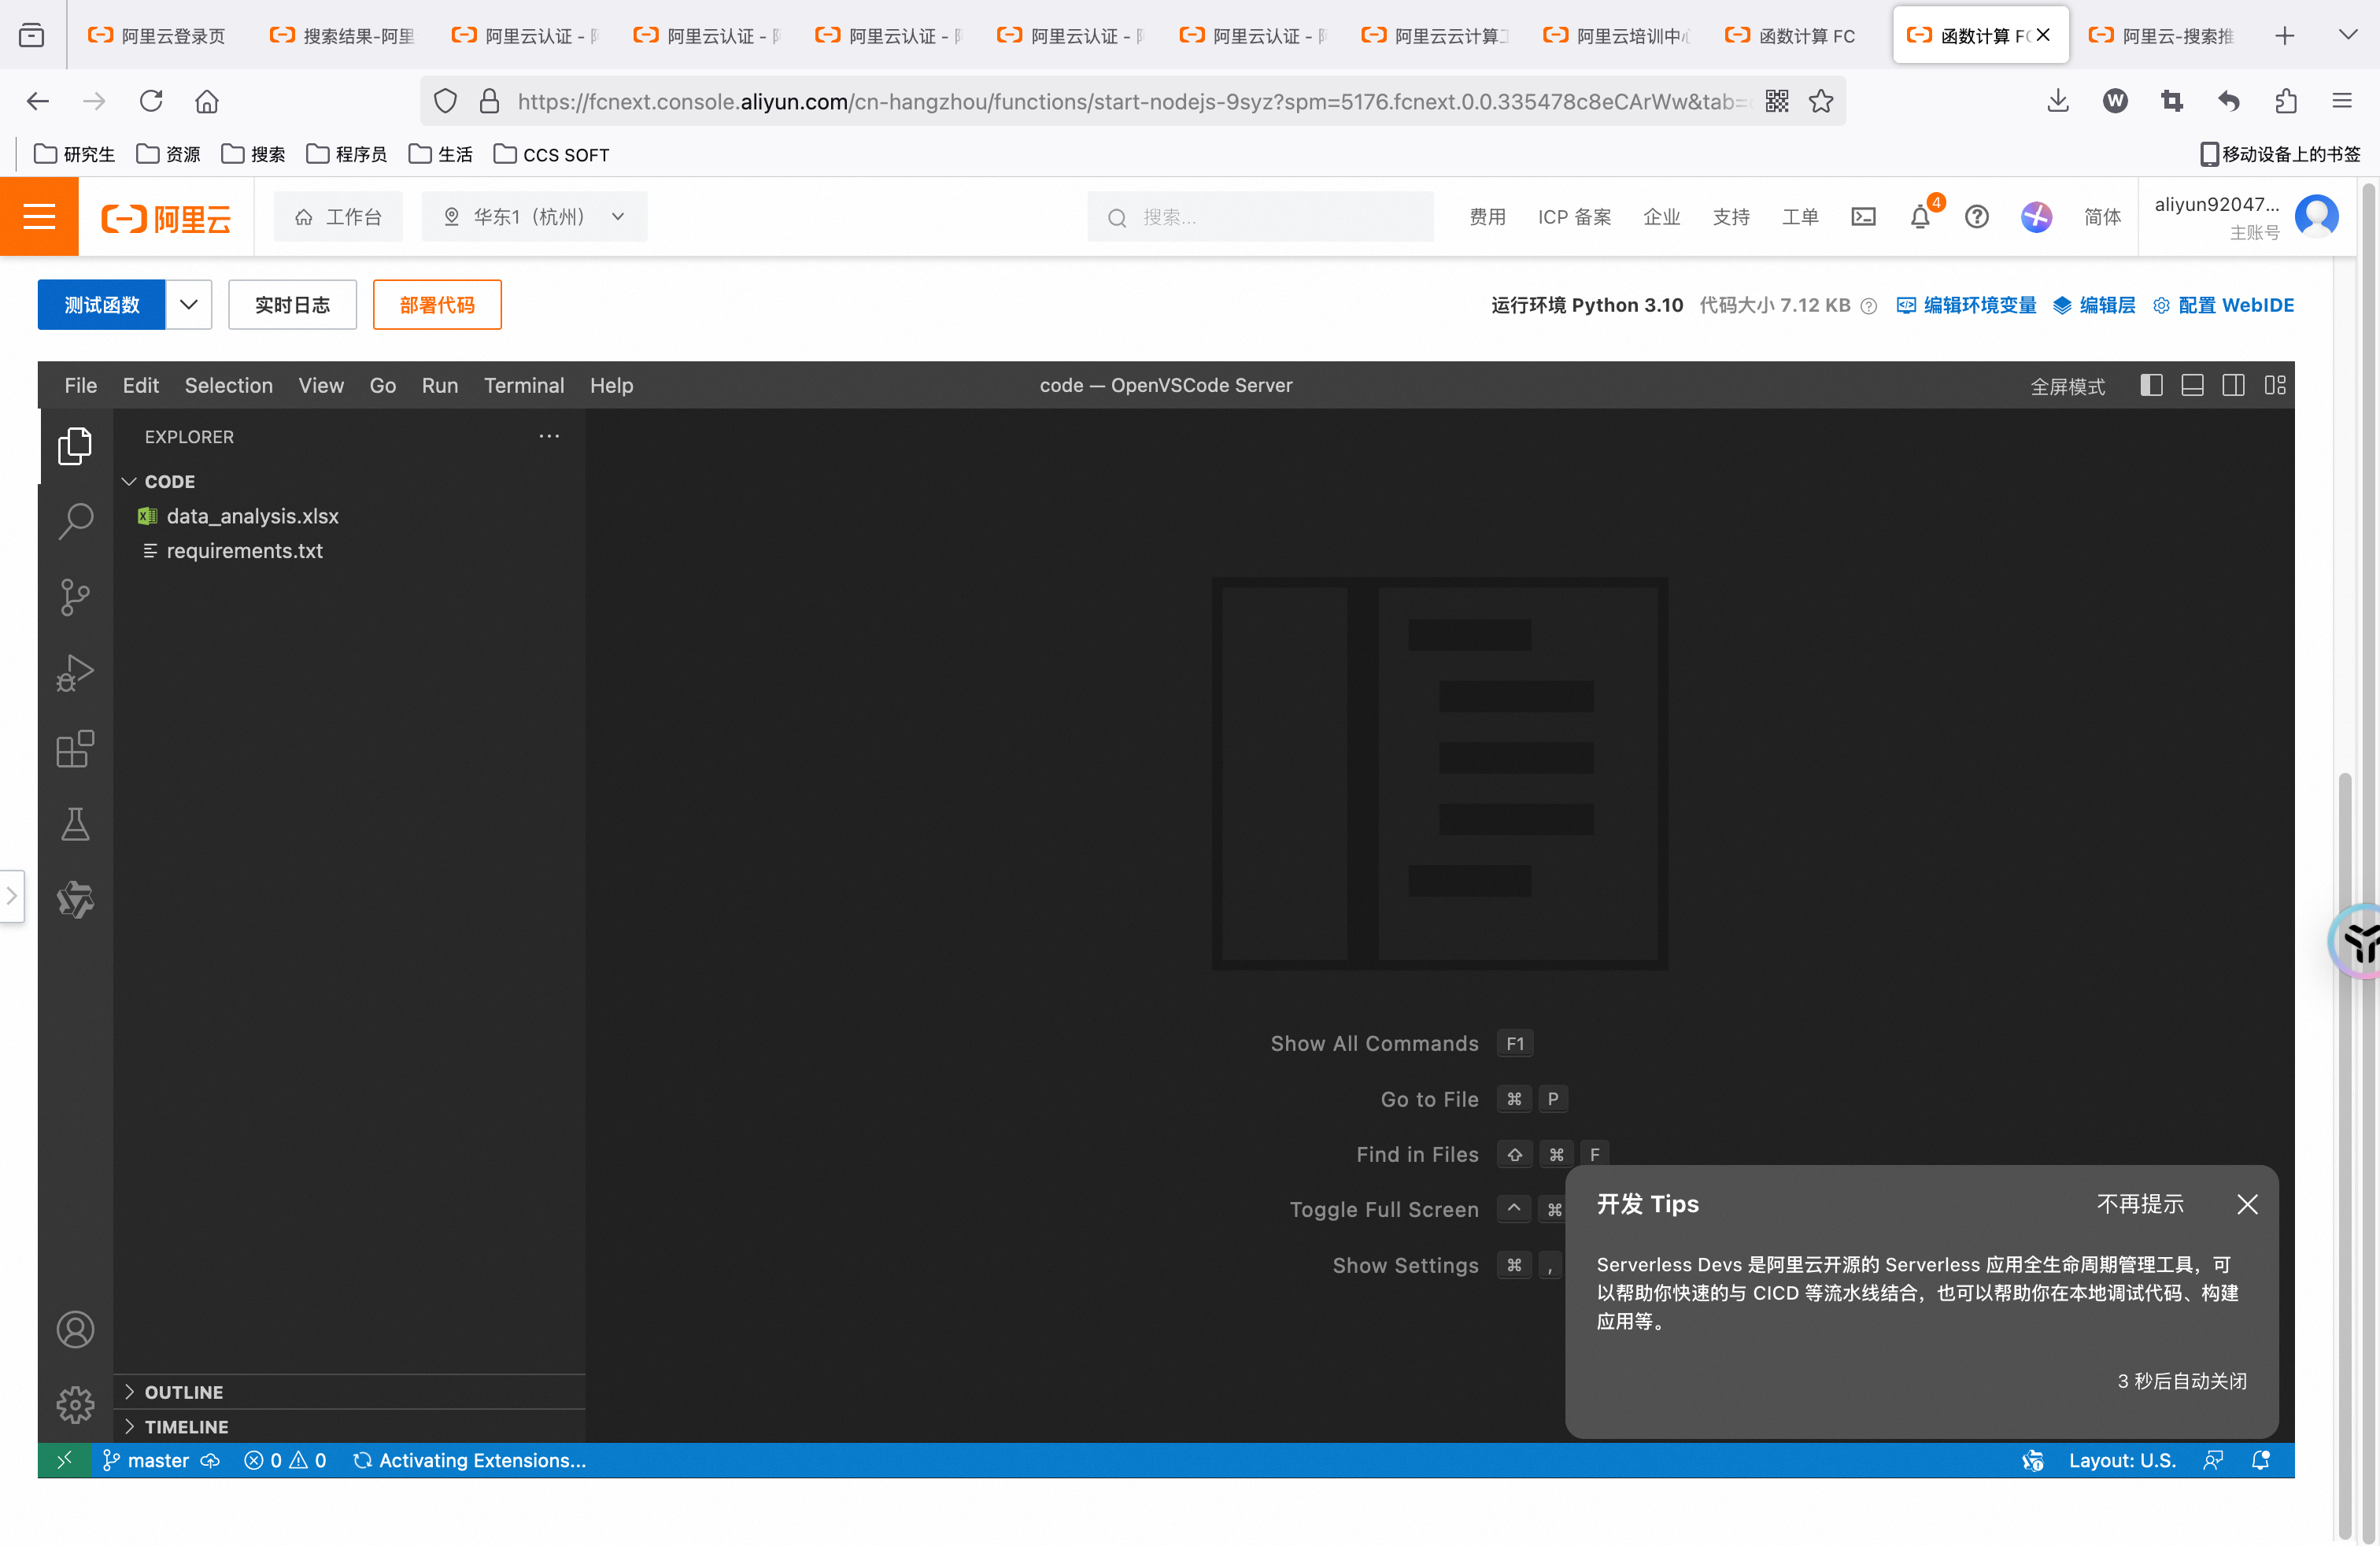 阿里云登录页
搜索结果-阿里
阿里云认证 -
阿里云认证 -
阿里云认证 -
阿里云认证 -
阿里云认证 -
阿里云云计算工
阿里云培训中心
函数计算 FC
函数计算 FC
阿里云-搜索推
https://fcnext.console.aliyun.com/cn-hangzhou/functions/start-nodejs-9syz?spm=5176.fcnext.0.0.335478c8eCArWw&tab=
W
研究生
资源
搜索
程序员
生活
CCS SOFT
移动设备上的书签
阿里云
工作台
华东1（杭州）
搜索...
费用
ICP 备案
企业
支持
工单
4
简体
aliyun92047...
主账号
测试函数
实时日志
部署代码
运行环境 Python 3.10
代码大小 7.12 KB
编辑环境变量
编辑层
配置 WebIDE
File Edit Selection View Go Run Terminal Help
code — OpenVSCode Server
全屏模式
EXPLORER
CODE
data_analysis.xlsx
requirements.txt
Show All Commands F1
Go to File ⌘ P
Find in Files ⇧ ⌘ F
Toggle Full Screen ^ ⌘
Show Settings ⌘ ,
开发 Tips
不再提示
Serverless Devs 是阿里云开源的 Serverless 应用全生命周期管理工具，可
以帮助你快速的与 CICD 等流水线结合，也可以帮助你在本地调试代码、构建
应用等。
3 秒后自动关闭
OUTLINE
TIMELINE
master
0
0
Activating Extensions...
Layout: U.S.